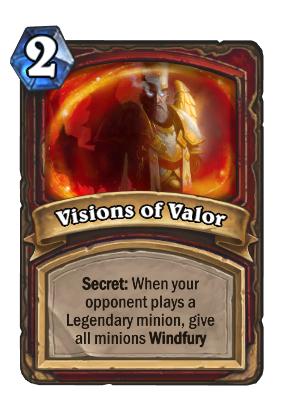 2
Visions of Valor
Secret: When your
opponent plays a
Legendary minion, give
all minions Windfury